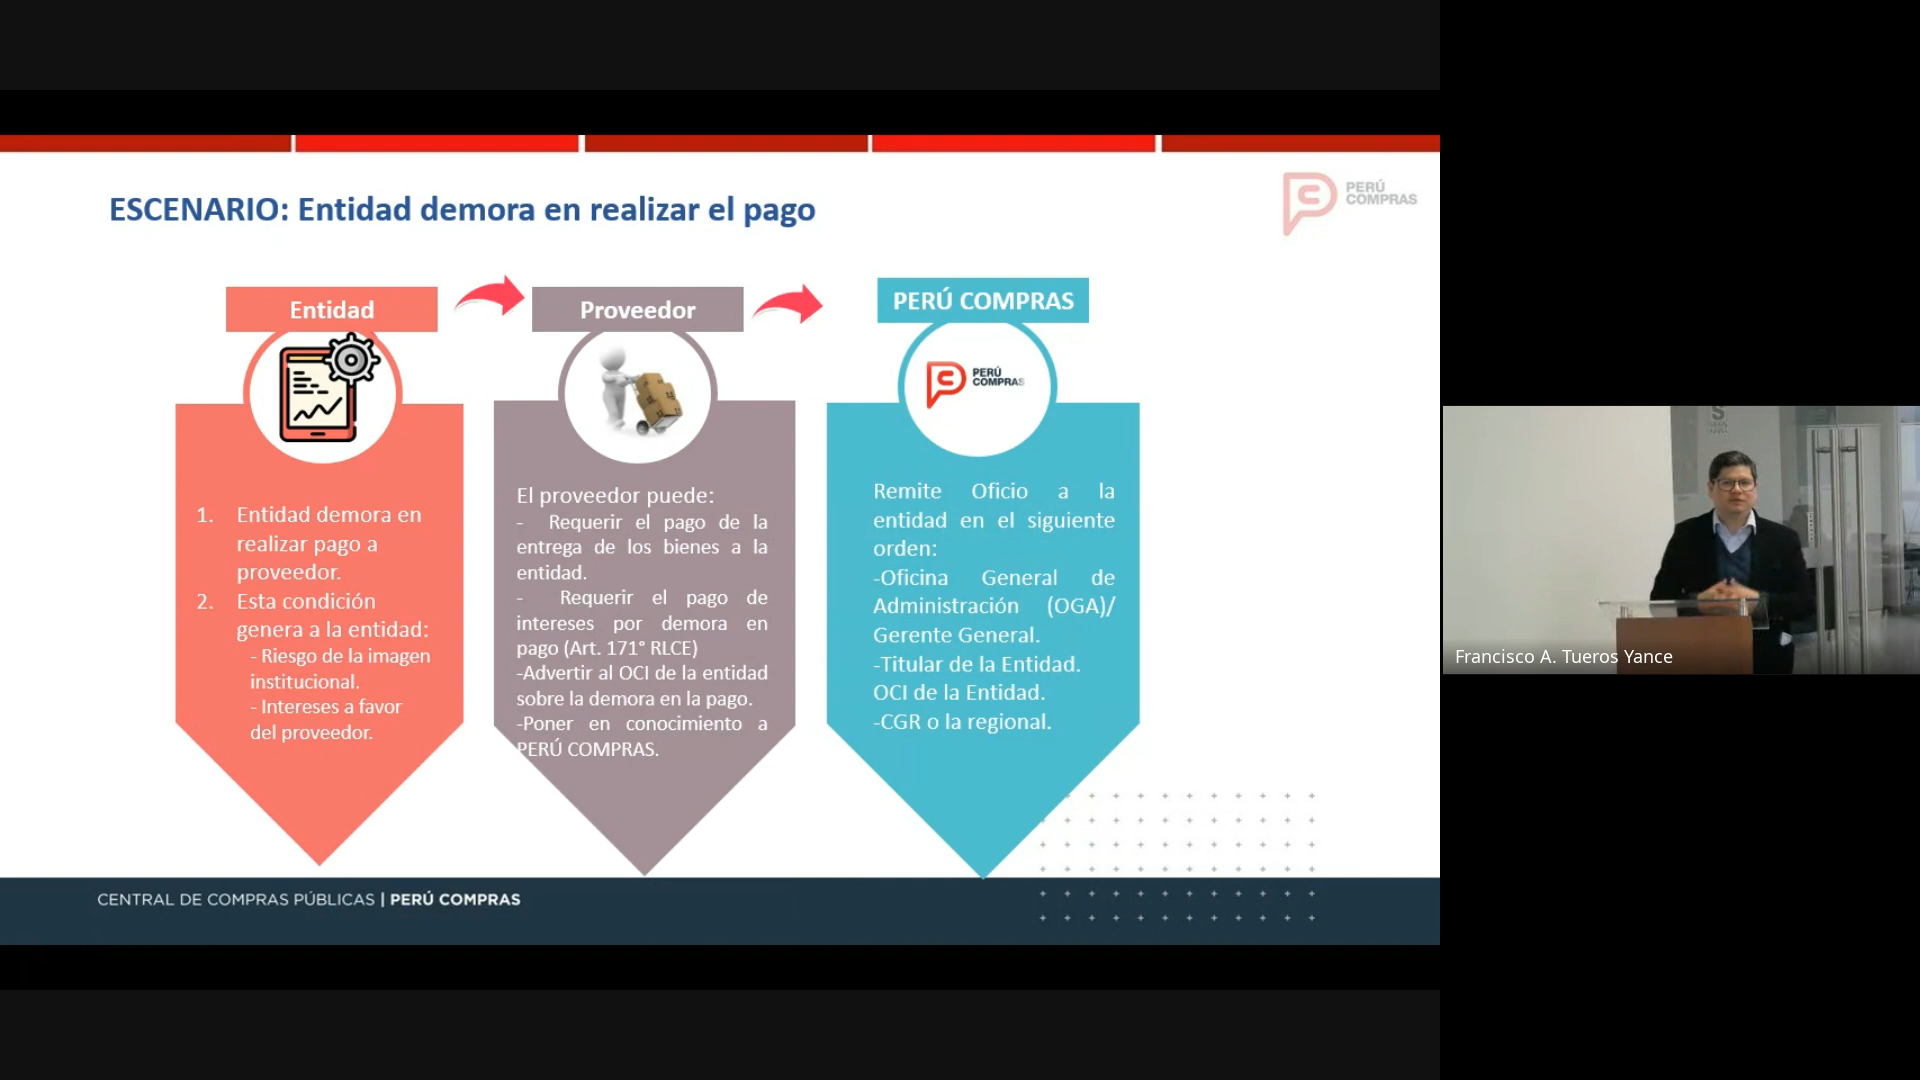 ESCENARIO: Entidad demora en realizar el pago
PERÚ
COMPRAS
Entidad
1. Entidad demora en
realizar pago a
proveedor.
2. Esta condición
genera a la entidad:
- Riesgo de la imagen
institucional.
- Intereses a favor
del proveedor.
Proveedor
El proveedor puede:
- Requerir el pago de la
entrega de los bienes a la
entidad.
- Requerir el pago de
intereses por demora en
pago (Art. 171° RLCE)
-Advertir al OCI de la entidad
sobre la demora en la pago.
-Poner en conocimiento a
PERÚ COMPRAS.
PERÚ COMPRAS
PERÚ
COMPRAS
Remite Oficio a la
entidad en el siguiente
orden:
-Oficina General de
Administración (OGA)/
Gerente General.
-Titular de la Entidad.
OCI de la Entidad.
-CGR o la regional.
CENTRAL DE COMPRAS PÚBLICAS | PERÚ COMPRAS
Francisco A. Tueros Yance